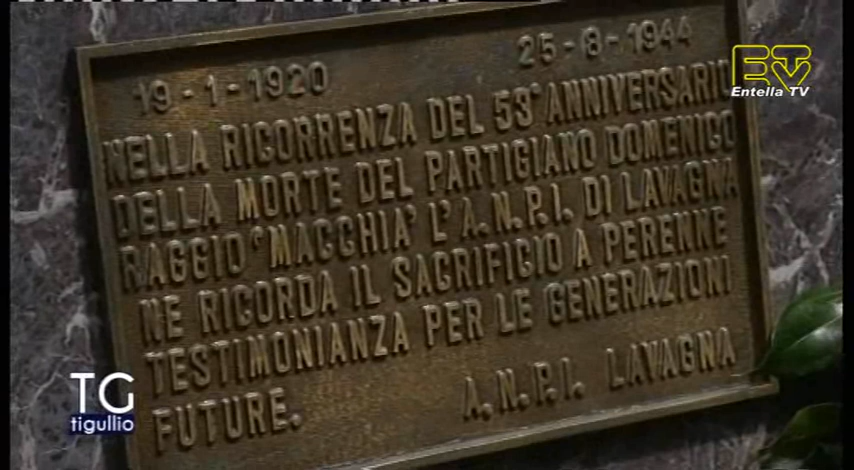 19-1-1920 25-8-1944
NELLA RICORRENZA DEL 53° ANNIVERSARIO
DELLA MORTE DEL PARTIGIANO DOMENICO
RAGGIO "MACCHIA' L'A.N.P.I. DI LAVAGNA
NE RICORDA IL SACRIFICIO A PERENNE
TESTIMONIANZA PER LE GENERAZIONI
FUTURE. A.N.P.I. LAVAGNA
ETV
Entella TV
TG
tigullio